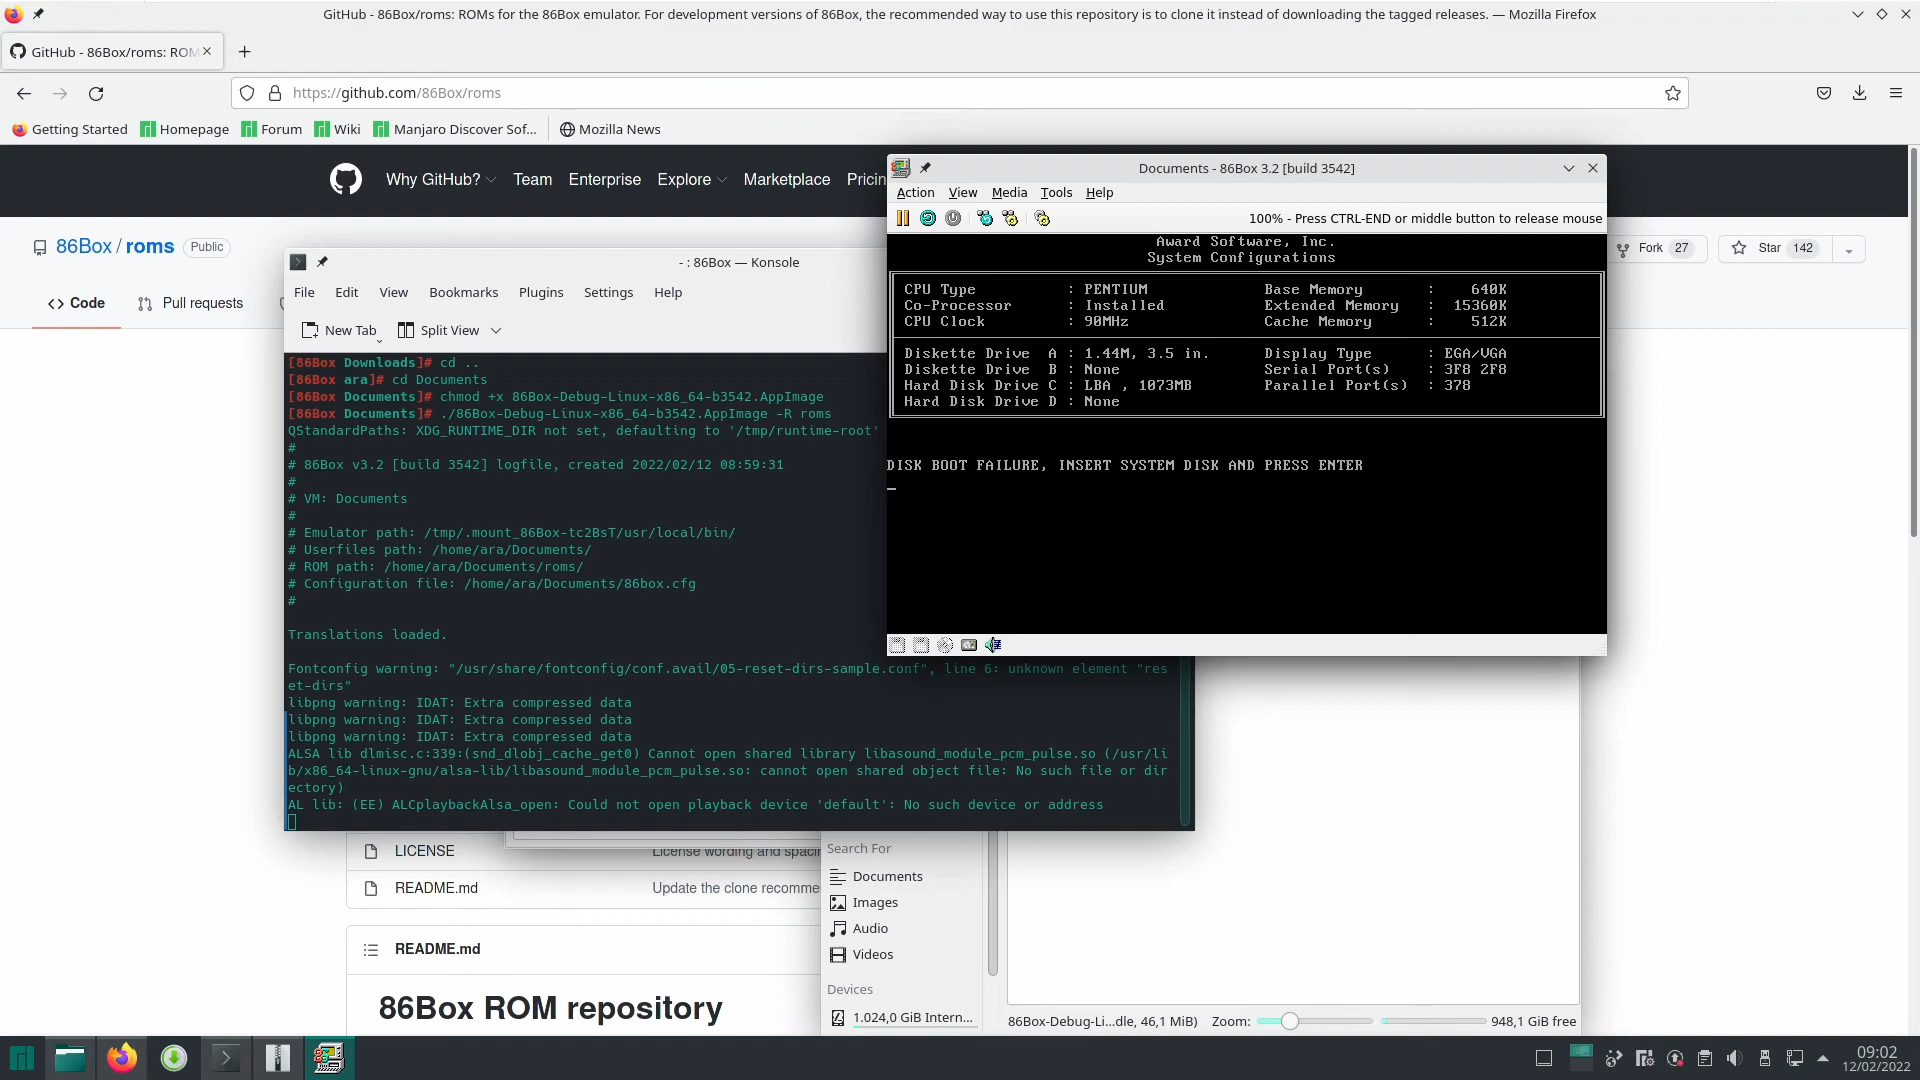 GitHub - 86Box/roms: ROMs for the 86Box emulator. For development versions of 86Box, the recommended way to use this repository is to clone it instead of downloading the tagged releases. — Mozilla Firefox
GitHub - 86Box/roms: ROM
https://github.com/86Box/roms
Getting Started Homepage Forum Wiki Manjaro Discover Sof... Mozilla News
Why GitHub? Team Enterprise Explore Marketplace Pricin
86Box / roms Public
Fork 27 Star 142
Code Pull requests
- : 86Box — Konsole
File Edit View Bookmarks Plugins Settings Help
New Tab Split View
[86Box Downloads]# cd ..
[86Box ara]# cd Documents
[86Box Documents]# chmod +x 86Box-Debug-Linux-x86_64-b3542.AppImage
[86Box Documents]# ./86Box-Debug-Linux-x86_64-b3542.AppImage -R roms
QStandardPaths: XDG_RUNTIME_DIR not set, defaulting to '/tmp/runtime-root'
#
# 86Box v3.2 [build 3542] logfile, created 2022/02/12 08:59:31
#
# VM: Documents
#
# Emulator path: /tmp/.mount_86Box-tc2BsT/usr/local/bin/
# Userfiles path: /home/ara/Documents/
# ROM path: /home/ara/Documents/roms/
# Configuration file: /home/ara/Documents/86box.cfg
#
Translations loaded.
Fontconfig warning: "/usr/share/fontconfig/conf.avail/05-reset-dirs-sample.conf", line 6: unknown element "res
et-dirs"
libpng warning: IDAT: Extra compressed data
libpng warning: IDAT: Extra compressed data
libpng warning: IDAT: Extra compressed data
ALSA lib dlmisc.c:339:(snd_dlobj_cache_get0) Cannot open shared library libasound_module_pcm_pulse.so (/usr/li
b/x86_64-linux-gnu/alsa-lib/libasound_module_pcm_pulse.so: cannot open shared object file: No such file or dir
ectory)
AL lib: (EE) ALCplaybackAlsa_open: Could not open playback device 'default': No such device or address
Documents - 86Box 3.2 [build 3542]
Action View Media Tools Help
100% - Press CTRL-END or middle button to release mouse
Award Software, Inc.
System Configurations
CPU Type : PENTIUM Base Memory : 640K
Co-Processor : Installed Extended Memory : 15360K
CPU Clock : 90MHz Cache Memory : 512K
Diskette Drive A : 1.44M, 3.5 in. Display Type : EGA/VGA
Diskette Drive B : None Serial Port(s) : 3F8 2F8
Hard Disk Drive C : LBA , 1073MB Parallel Port(s) : 378
Hard Disk Drive D : None
DISK BOOT FAILURE, INSERT SYSTEM DISK AND PRESS ENTER
_
LICENSE License wording and spacin
README.md Update the clone recomme
README.md
86Box ROM repository
Search For
Documents
Images
Audio
Videos
Devices
1.024,0 GiB Intern...
86Box-Debug-Li...dle, 46,1 MiB) Zoom: 948,1 GiB free
09:02
12/02/2022